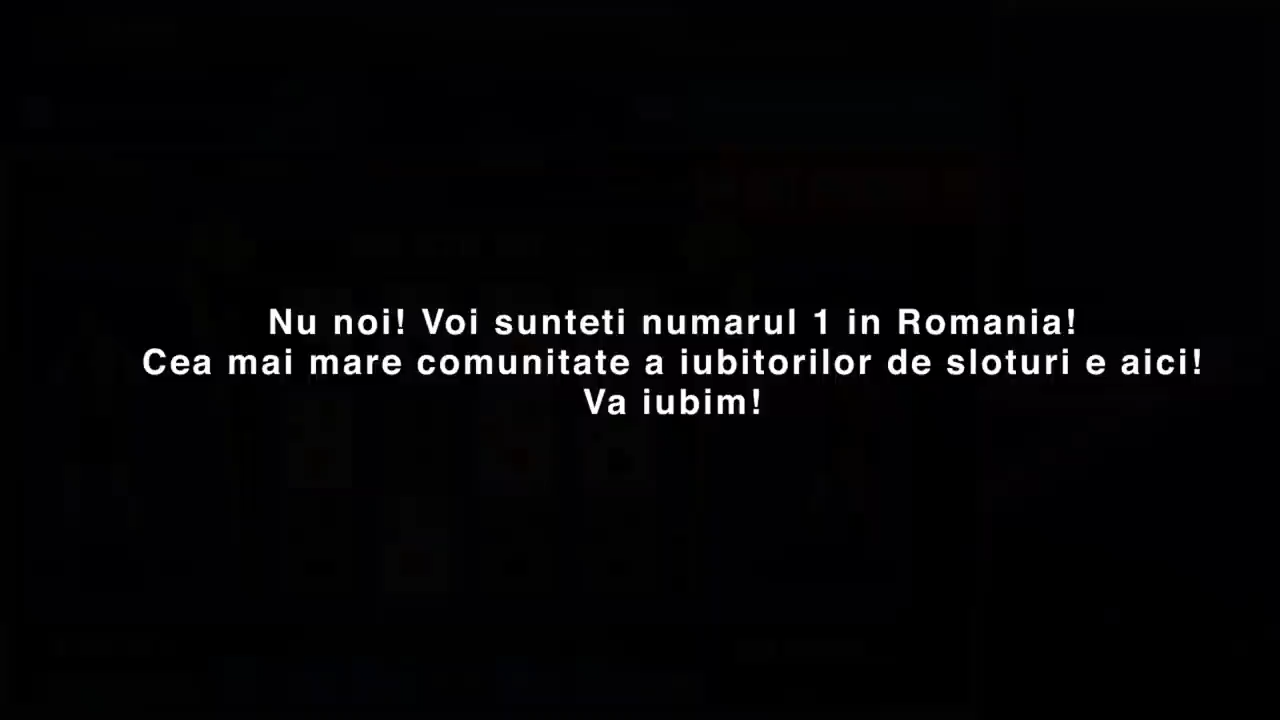 Nu noi! Voi sunteti numarul 1 in Romania!
Cea mai mare comunitate a iubitorilor de sloturi e aici!
Va iubim!